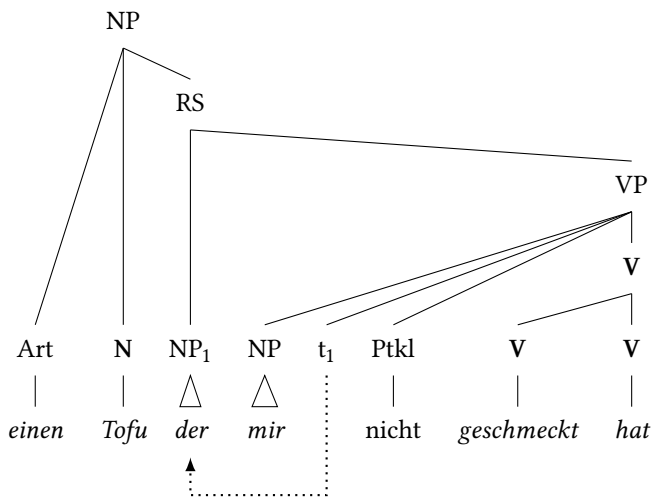 NP
RS
VP
V
Art N NP₁ NP t₁ Ptkl V V
einen Tofu der mir nicht geschmeckt hat